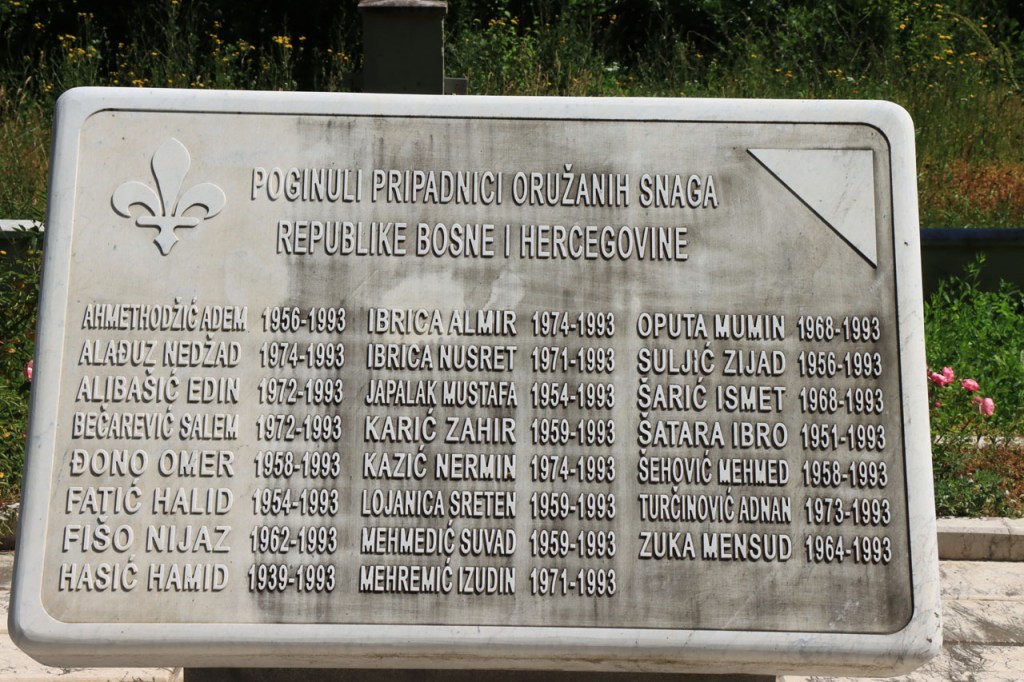 POGINULI PRIPADNICI ORUŽANIH SNAGA
REPUBLIKE BOSNE I HERCEGOVINE
AHMETHODŽIĆ ADEM 1956-1993
ALAĐUZ NEDŽAD 1974-1993
ALIBAŠIĆ EDIN 1972-1993
BEČAREVIĆ SALEM 1972-1993
ĐONO OMER 1958-1993
FATIĆ HALID 1954-1993
FIŠO NIJAZ 1962-1993
HASIĆ HAMID 1939-1993
IBRICA ALMIR 1974-1993
IBRICA NUSRET 1971-1993
JAPALAK MUSTAFA 1954-1993
KARIĆ ZAHIR 1959-1993
KAZIĆ NERMIN 1974-1993
LOJANICA SRETEN 1959-1993
MEHMEDIĆ SUVAD 1959-1993
MEHREMIĆ IZUDIN 1971-1993
OPUTA MUMIN 1968-1993
SULJIĆ ZIJAD 1956-1993
ŠARIĆ ISMET 1968-1993
ŠATARA IBRO 1951-1993
ŠEHOVIĆ MEHMED 1958-1993
TURČINOVIĆ ADNAN 1973-1993
ZUKA MENSUD 1964-1993